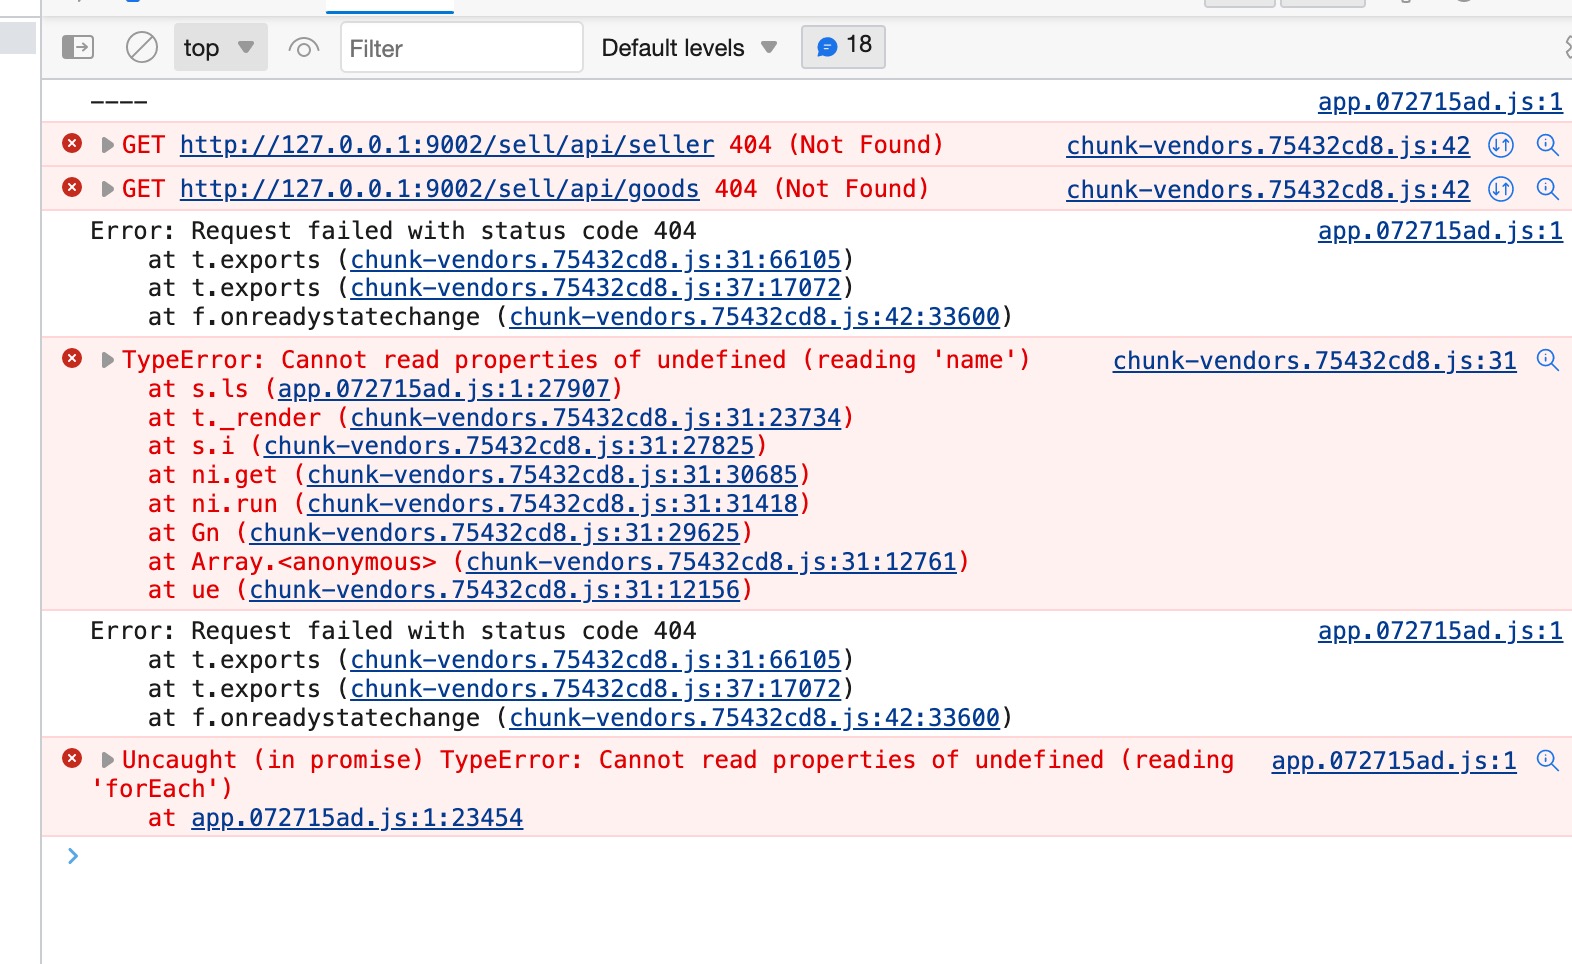 top Filter Default levels 18
---- app.072715ad.js:1
GET http://127.0.0.1:9002/sell/api/seller 404 (Not Found) chunk-vendors.75432cd8.js:42
GET http://127.0.0.1:9002/sell/api/goods 404 (Not Found) chunk-vendors.75432cd8.js:42
Error: Request failed with status code 404 app.072715ad.js:1
at t.exports (chunk-vendors.75432cd8.js:31:66105)
at t.exports (chunk-vendors.75432cd8.js:37:17072)
at f.onreadystatechange (chunk-vendors.75432cd8.js:42:33600)
TypeError: Cannot read properties of undefined (reading 'name') chunk-vendors.75432cd8.js:31
at s.ls (app.072715ad.js:1:27907)
at t._render (chunk-vendors.75432cd8.js:31:23734)
at s.i (chunk-vendors.75432cd8.js:31:27825)
at ni.get (chunk-vendors.75432cd8.js:31:30685)
at ni.run (chunk-vendors.75432cd8.js:31:31418)
at Gn (chunk-vendors.75432cd8.js:31:29625)
at Array.<anonymous> (chunk-vendors.75432cd8.js:31:12761)
at ue (chunk-vendors.75432cd8.js:31:12156)
Error: Request failed with status code 404 app.072715ad.js:1
at t.exports (chunk-vendors.75432cd8.js:31:66105)
at t.exports (chunk-vendors.75432cd8.js:37:17072)
at f.onreadystatechange (chunk-vendors.75432cd8.js:42:33600)
Uncaught (in promise) TypeError: Cannot read properties of undefined (reading app.072715ad.js:1
'forEach')
at app.072715ad.js:1:23454